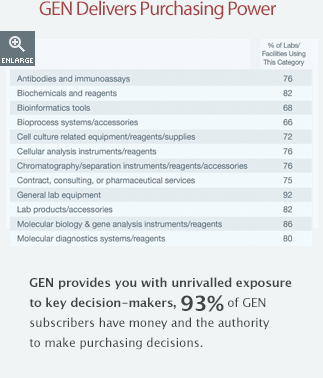 GEN Delivers Purchasing Power
ENLARGE
% of Labs/
Facilities Using
This Category
Antibodies and immunoassays 76
Biochemicals and reagents 82
Bioinformatics tools 68
Bioprocess systems/accessories 66
Cell culture related equipment/reagents/supplies 72
Cellular analysis instruments/reagents 76
Chromatography/separation instruments/reagents/accessories 76
Contract, consulting, or pharmaceutical services 75
General lab equipment 92
Lab products/accessories 82
Molecular biology & gene analysis instruments/reagents 86
Molecular diagnostics systems/reagents 80
GEN provides you with unrivalled exposure
to key decision-makers, 93% of GEN
subscribers have money and the authority
to make purchasing decisions.